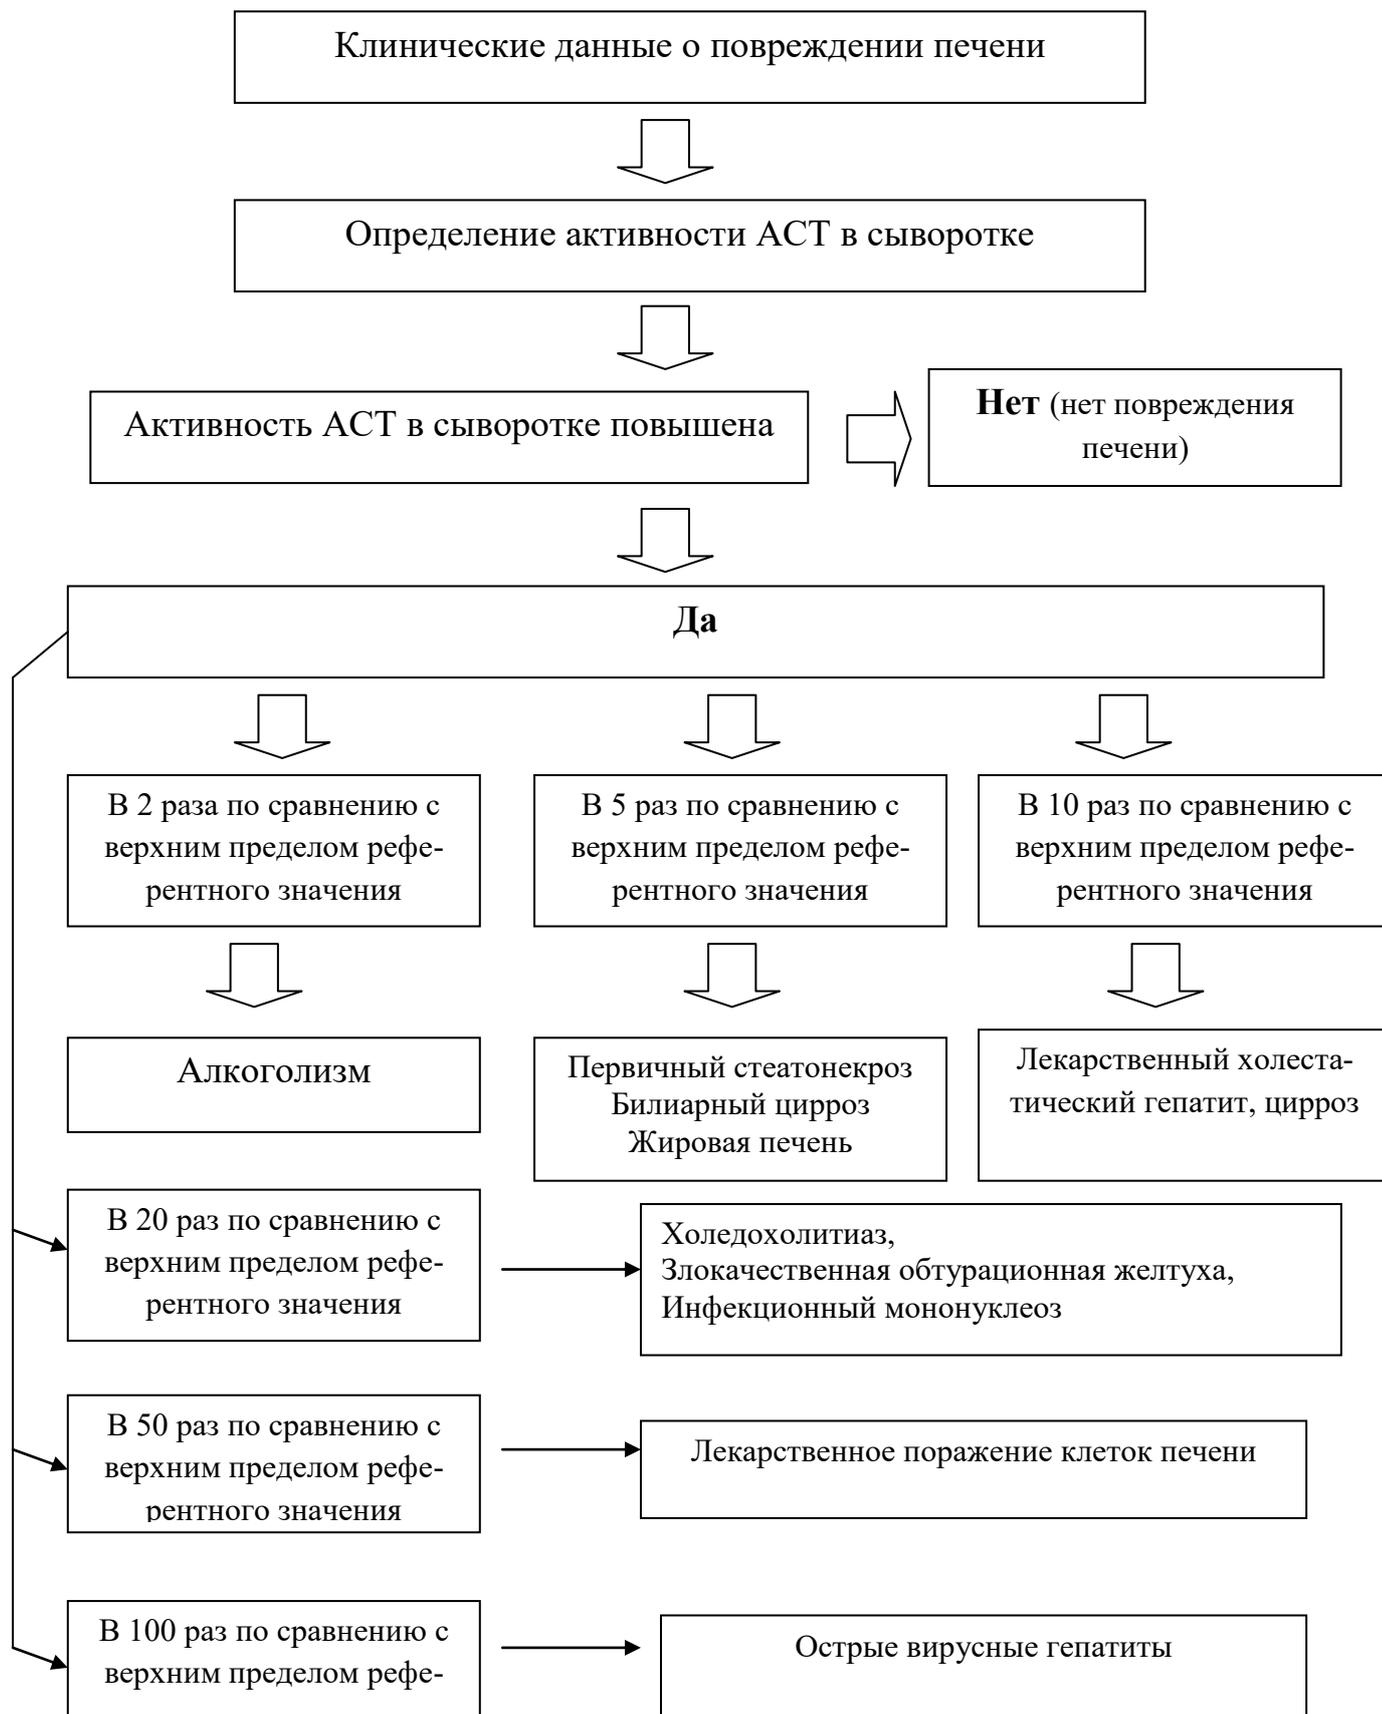 Клинические данные о повреждении печени
Определение активности АСТ в сыворотке
Активность АСТ в сыворотке повышена
Нет (нет повреждения
печени)
Да
В 2 раза по сравнению с
верхним пределом рефе-
рентного значения
В 5 раз по сравнению с
верхним пределом рефе-
рентного значения
В 10 раз по сравнению с
верхним пределом рефе-
рентного значения
Алкоголизм
Первичный стеатонекроз
Билиарный цирроз
Жировая печень
Лекарственный холеста-
тический гепатит, цирроз
В 20 раз по сравнению с
верхним пределом рефе-
рентного значения
Холедохолитиаз,
Злокачественная обтурационная желтуха,
Инфекционный мононуклеоз
В 50 раз по сравнению с
верхним пределом рефе-
рентного значения
Лекарственное поражение клеток печени
В 100 раз по сравнению с
верхним пределом рефе-
Острые вирусные гепатиты